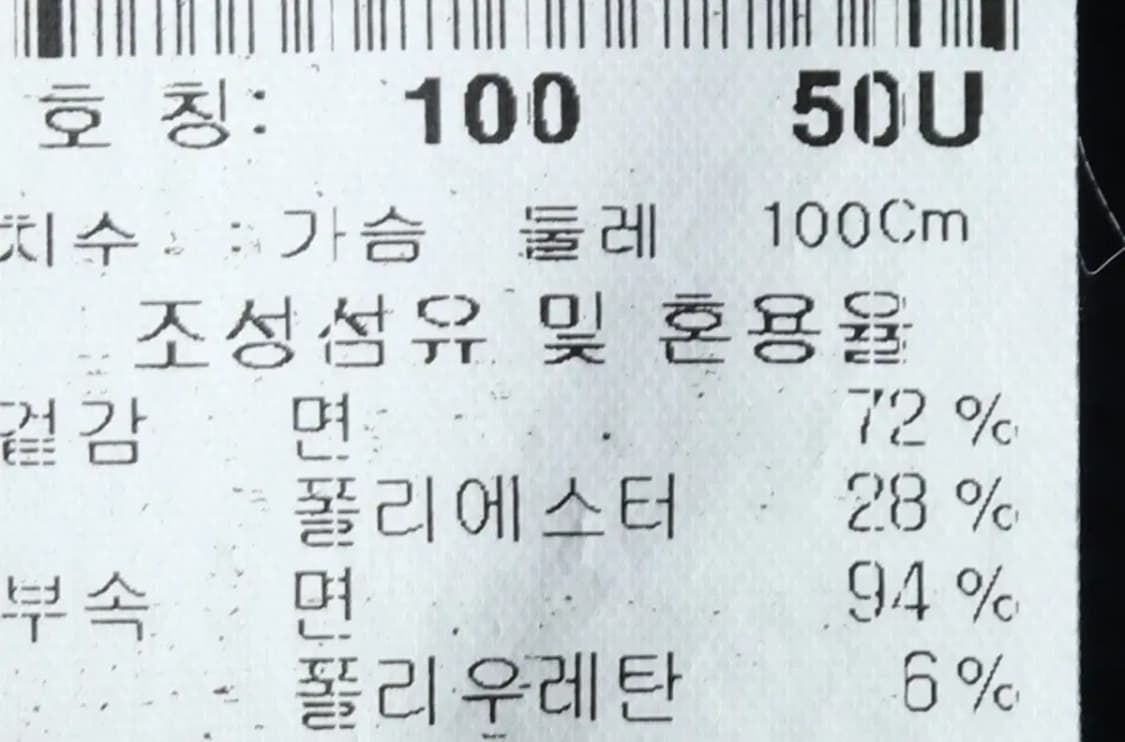 호 칭: 100 50U
치수 : 가슴 둘레 100Cm
조성섬유 및 혼용율
겉감 면 72 %
폴리에스터 28 %
부속 면 94 %
폴리우레탄 6 %